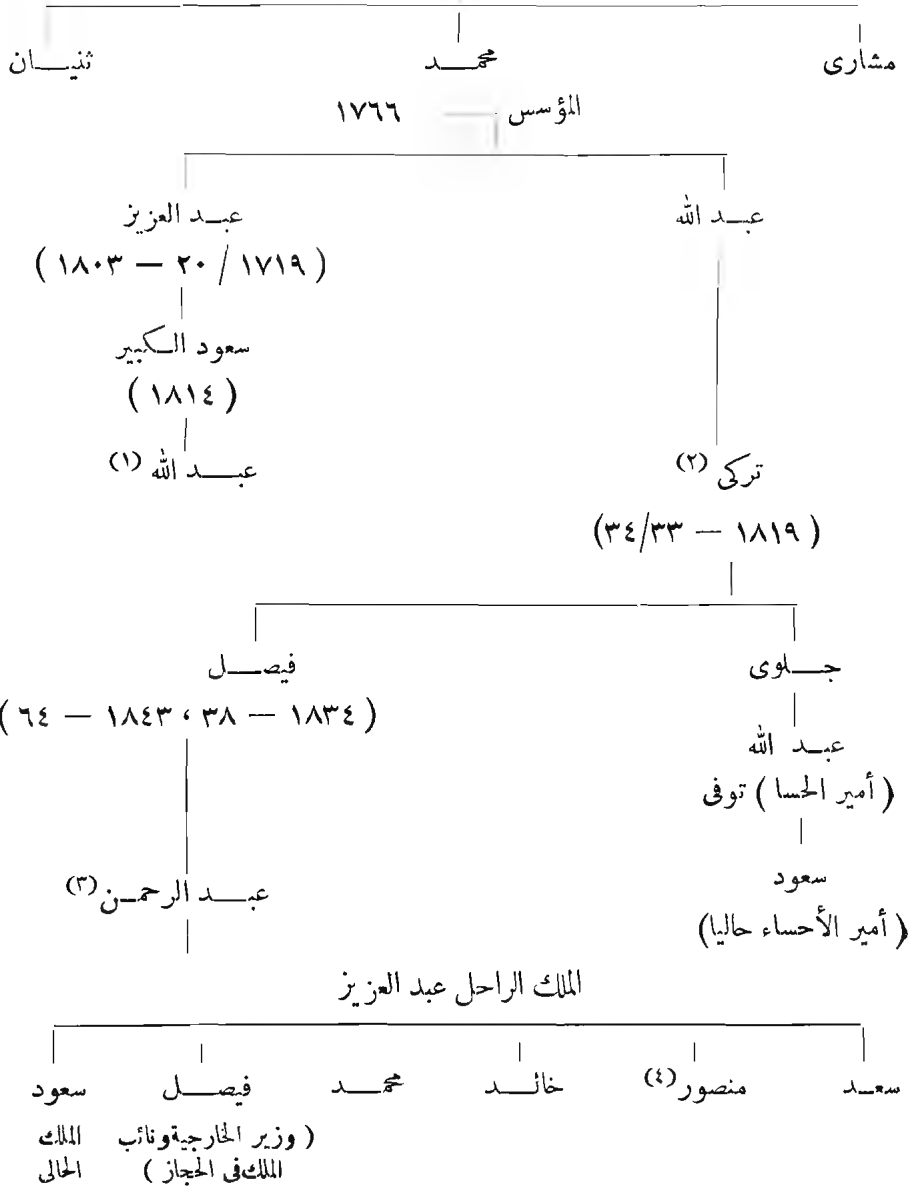 مشارى محمد ثنيان
المؤسس — ١٧٦٦
عبد الله عبد العزيز
( ١٧١٩ / ٢٠ — ١٨٠٣ )
سعود الكبير
( ١٨١٤ )
تركى (٢) عبد الله (١)
( ١٨١٩ — ٣٣/٣٤)
جلوى فيصل
( ١٨٣٤ — ٣٨ ، ١٨٤٣ — ٦٤ )
عبد الله
( أمير الحسا ) توفى
سعود عبد الرحمن (٣)
( أمير الأحساء حاليا)
الملك الراحل عبد العزيز
سعد منصور (٤) خالد محمد فيصل سعود
( وزير الخارجية ونائب الملك
الملك فى الحجاز ) الحالى